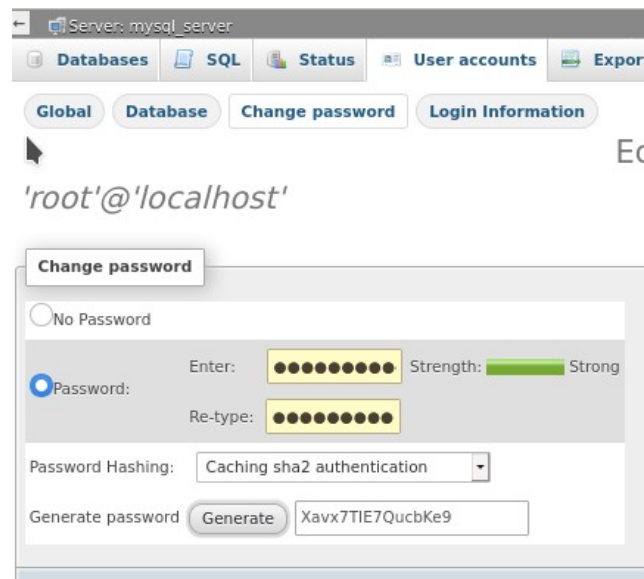 Server: mysql_server
Databases SQL Status User accounts Expor
Global Database Change password Login Information
Ed
'root'@'localhost'
Change password
No Password
Enter: Strength: Strong
Password:
Re-type:
Password Hashing: Caching sha2 authentication
Generate password Generate Xavx7TIE7QucbKe9